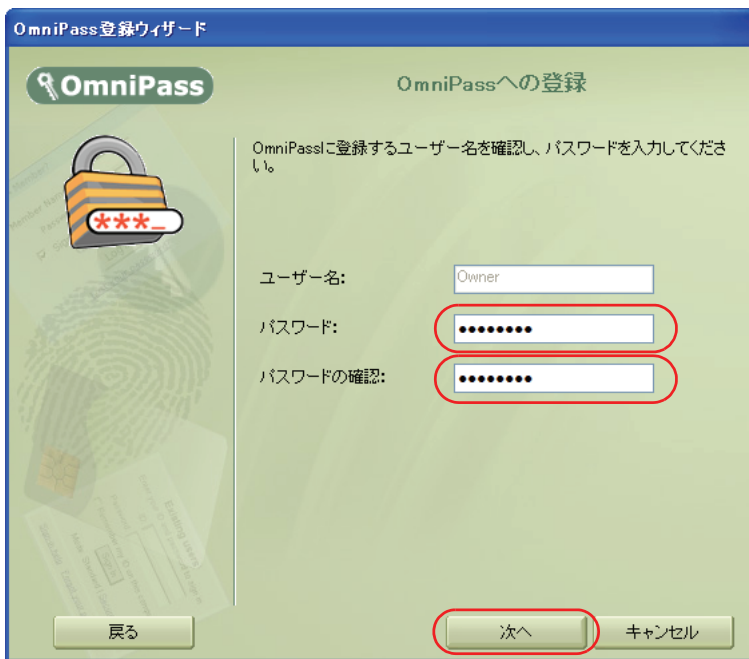 OmniPass登録ウィザード
OmniPass
OmniPassへの登録
OmniPassに登録するユーザー名を確認し、パスワードを入力してくださ
い。
***_
ユーザー名:
Owner
パスワード:
●●●●●●●●
パスワードの確認:
●●●●●●●●
Existing users
戻る
次へ
キャンセル